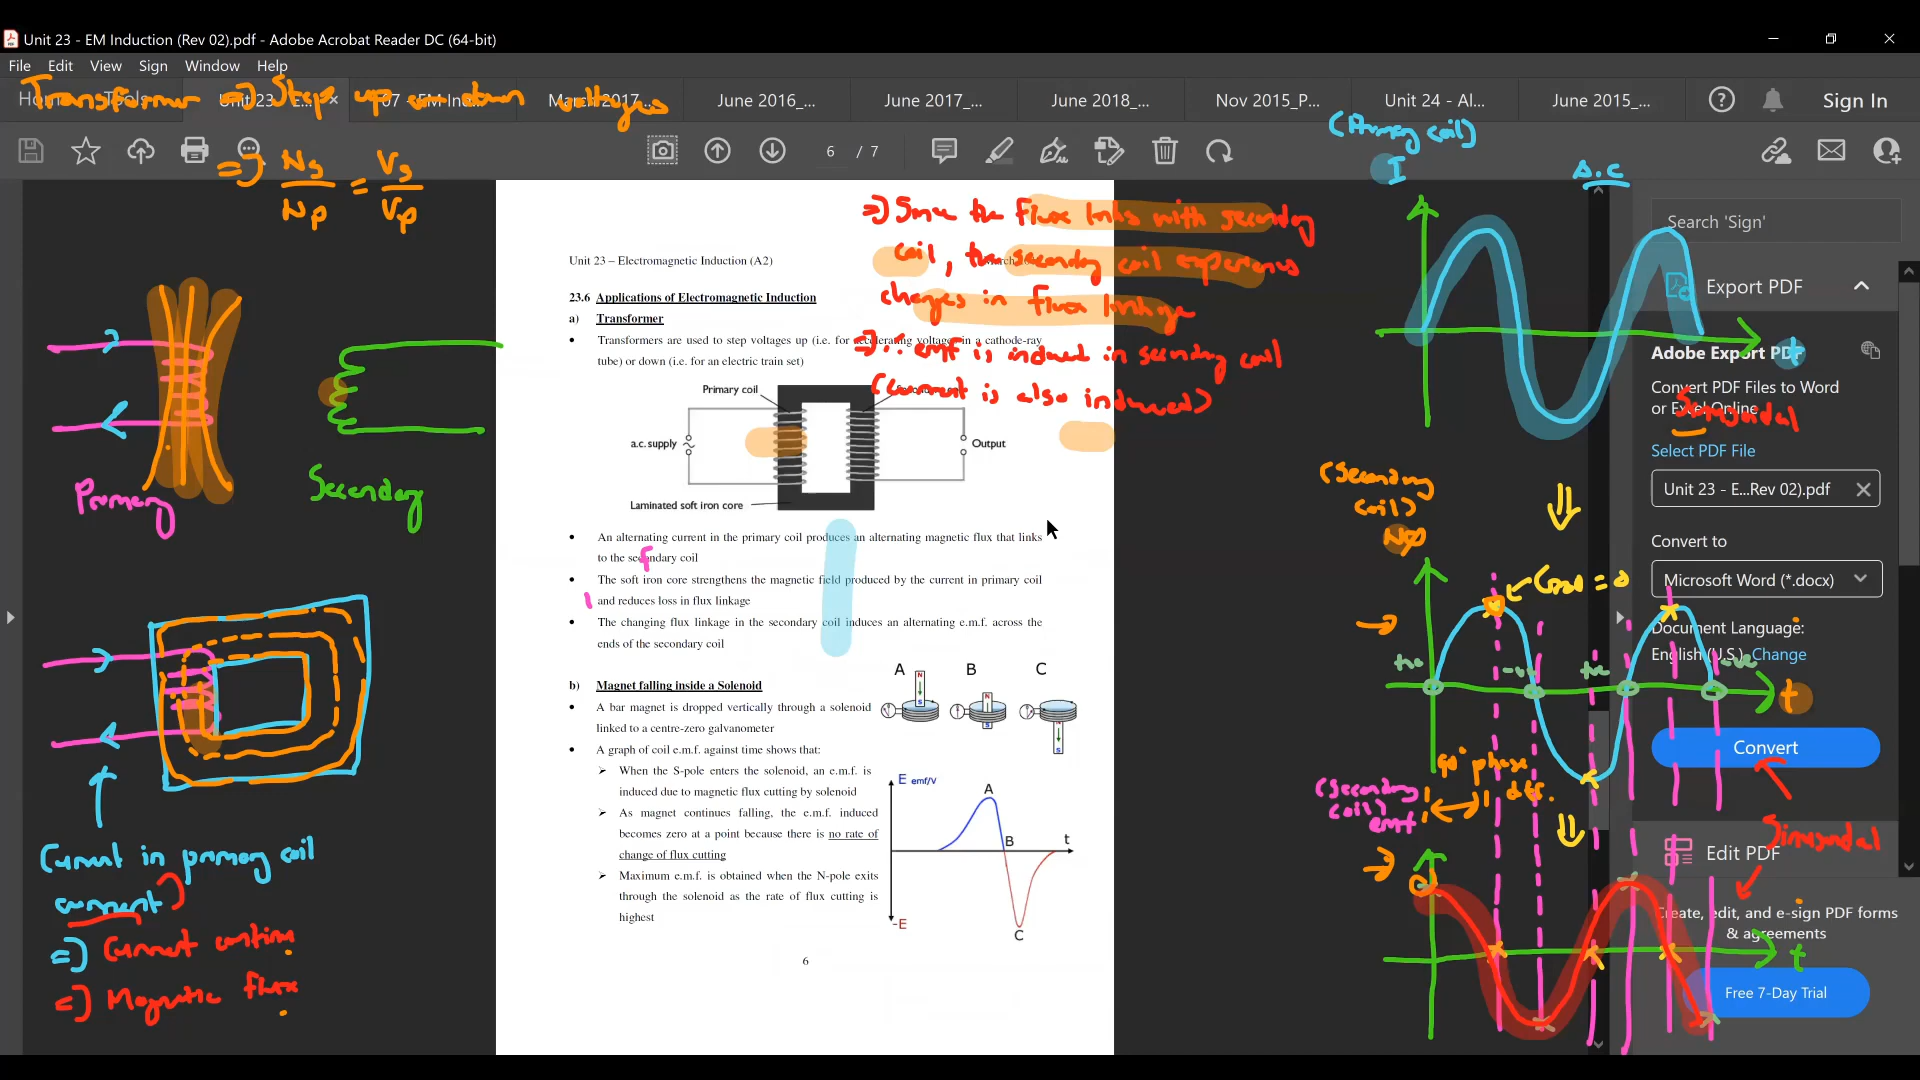 Unit 23 - EM Induction (Rev 02).pdf - Adobe Acrobat Reader DC (64-bit)
File Edit View Sign Window Help
Transformer => Steps up or down voltages
June 2016_...
June 2017_...
June 2018_...
Nov 2015_P...
Unit 24 - Al...
June 2015_...
Sign In
6 / 7
=> Ns/Np = Vs/Vp
Primary
Secondary
Current in primary coil
=> Magnetic flux
Unit 23 – Electromagnetic Induction (A2)
=> Since the flux links with secondary
coil, the secondary coil experiences
changes in flux linkage
=> ∴ emf is induced in secondary coil
(Current is also induced)
23.6 Applications of Electromagnetic Induction
a) Transformer
• Transformers are used to step voltages up (i.e. for accelerating voltages in a cathode-ray
tube) or down (i.e. for an electric train set)
Primary coil
a.c. supply
Output
Laminated soft iron core
• An alternating current in the primary coil produces an alternating magnetic flux that links
to the secondary coil
• The soft iron core strengthens the magnetic field produced by the current in primary coil
and reduces loss in flux linkage
• The changing flux linkage in the secondary coil induces an alternating e.m.f. across the
ends of the secondary coil
b) Magnet falling inside a Solenoid
• A bar magnet is dropped vertically through a solenoid
linked to a centre-zero galvanometer
• A graph of coil e.m.f. against time shows that:
➢ When the S-pole enters the solenoid, an e.m.f. is
induced due to magnetic flux cutting by solenoid
➢ As magnet continues falling, the e.m.f. induced
becomes zero at a point because there is no rate of
change of flux cutting
➢ Maximum e.m.f. is obtained when the N-pole exits
through the solenoid as the rate of flux cutting is
highest
A B C
N
S
E emf/V
A
B
t
-E
C
6
(Primary coil)
I
A.C
t
(Secondary
coil)
Nφ
Grad = 0
+ve
-ve
+ve
-ve
t
90 phase
diff.
(Secondary
coil)
emf
t
Sinusoidal
Sinusoidal
Search 'Sign'
Export PDF
Adobe Export PDF
Convert PDF Files to Word
or Excel Online
Select PDF File
Unit 23 - E...Rev 02).pdf
Convert to
Microsoft Word (*.docx)
Document Language:
English (U.S.) Change
Convert
Edit PDF
Create, edit, and e-sign PDF forms
& agreements
Free 7-Day Trial